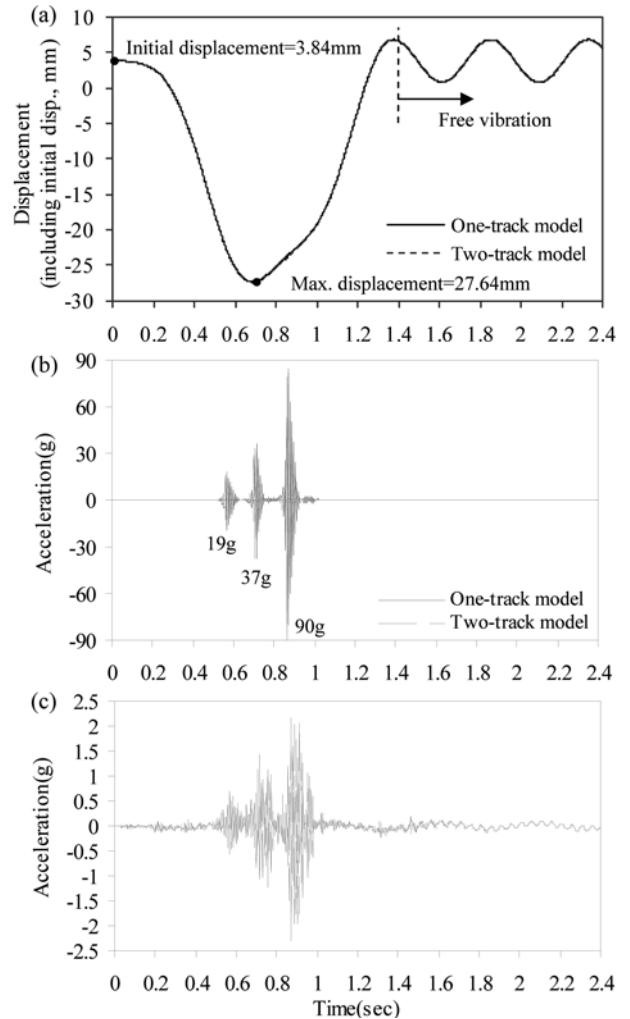 (a)
10
5
0
-5
-10
-15
-20
-25
-30
Displacement
(including initial disp., mm)
Initial displacement=3.84mm
Free vibration
One-track model
Two-track model
Max. displacement=27.64mm
0 0.2 0.4 0.6 0.8 1 1.2 1.4 1.6 1.8 2 2.2 2.4
(b)
90
60
30
0
-30
-60
-90
Acceleration(g)
19g
37g
90g
One-track model
Two-track model
0 0.2 0.4 0.6 0.8 1 1.2 1.4 1.6 1.8 2 2.2 2.4
(c)
2.5
2
1.5
1
0.5
0
-0.5
-1
-1.5
-2
-2.5
Acceleration(g)
0 0.2 0.4 0.6 0.8 1 1.2 1.4 1.6 1.8 2 2.2 2.4
Time(sec)